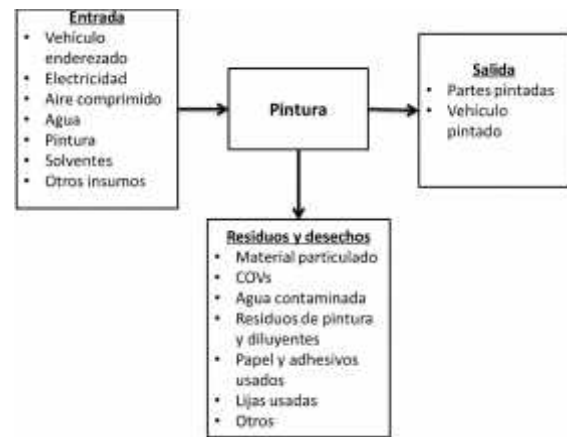 Entrada
• Vehículo
enderezado
• Electricidad
• Aire comprimido
• Agua
• Pintura
• Solventes
• Otros insumos
Pintura
Salida
• Partes pintadas
• Vehículo
pintado
Residuos y desechos
• Material particulado
• COVs
• Agua contaminada
• Residuos de pintura
y diluyentes
• Papel y adhesivos
usados
• Lijas usadas
• Otros